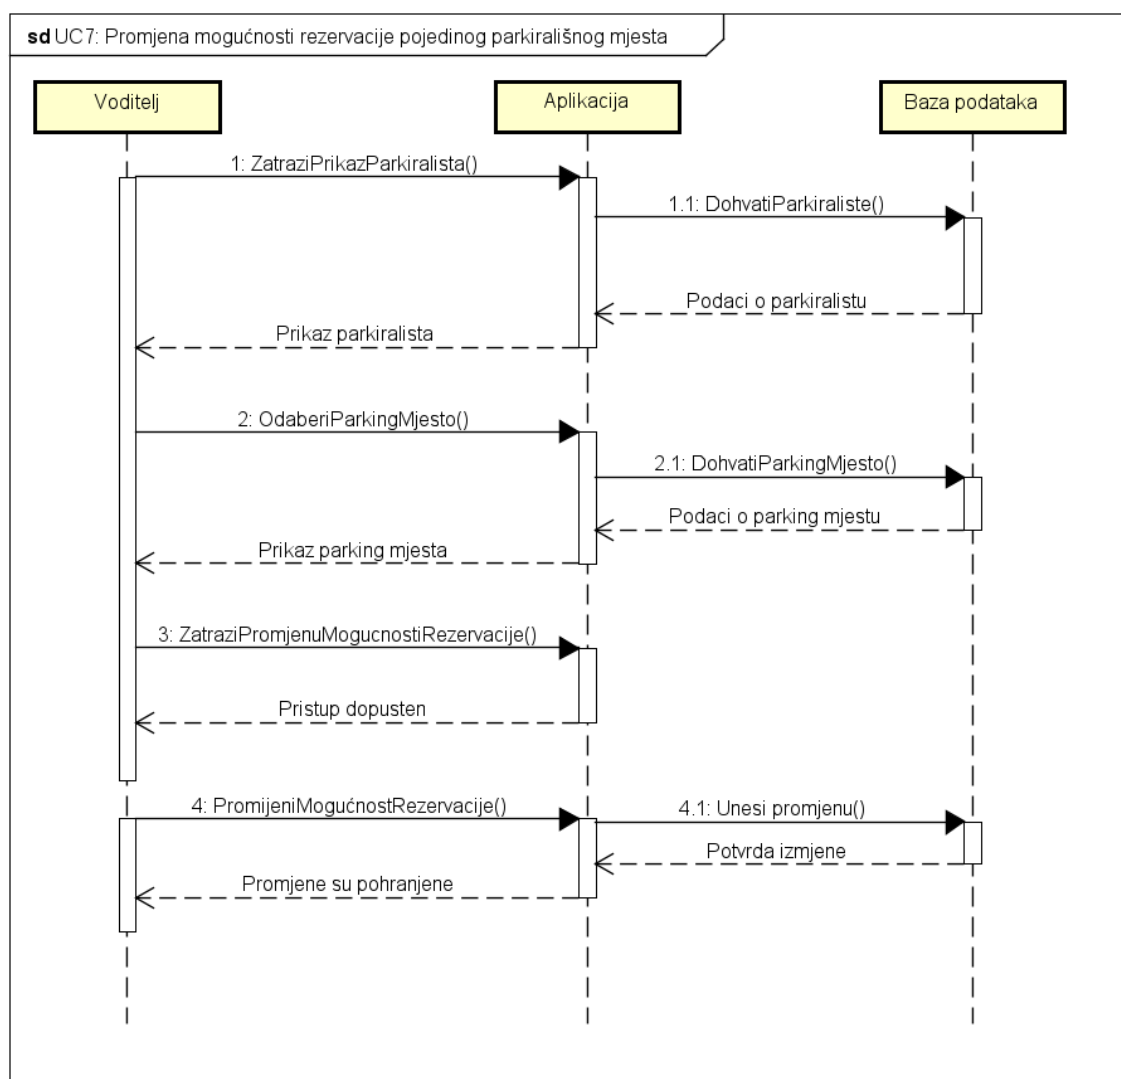 sd UC7: Promjena mogućnosti rezervacije pojedinog parkirališnog mjesta
Voditelj
Aplikacija
Baza podataka
1: ZatraziPrikazParkiralista()
1.1: DohvatiParkiraliste()
Podaci o parkiralistu
Prikaz parkiralista
2: OdaberiParkingMjesto()
2.1: DohvatiParkingMjesto()
Podaci o parking mjestu
Prikaz parking mjesta
3: ZatraziPromjenuMogucnostiRezervacije()
Pristup dopusten
4: PromijeniMogućnostRezervacije()
4.1: Unesi promjenu()
Potvrda izmjene
Promjene su pohranjene